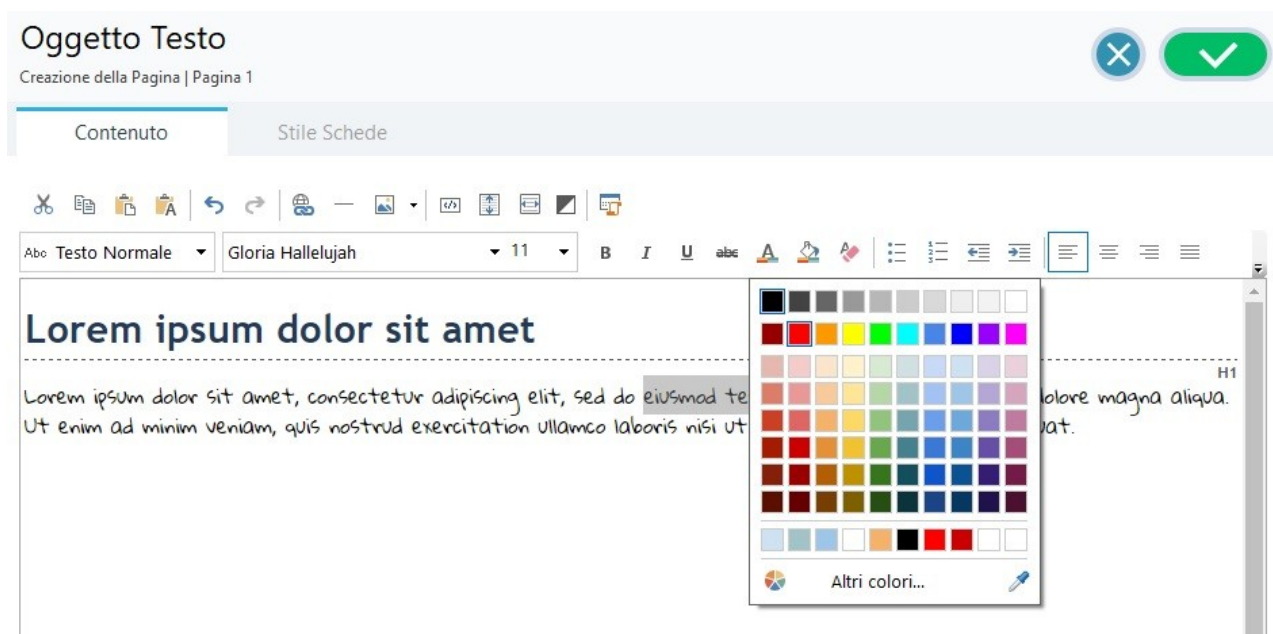 Oggetto Testo
Creazione della Pagina | Pagina 1
Contenuto Stile Schede
Abc Testo Normale Gloria Hallelujah 11 B I U abc A
Lorem ipsum dolor sit amet
H1
Lorem ipsum dolor sit amet, consectetur adipiscing elit, sed do eiusmod te olore magna aliqua.
Ut enim ad minim veniam, quis nostrud exercitation ullamco laboris nisi ut uat.
Altri colori...